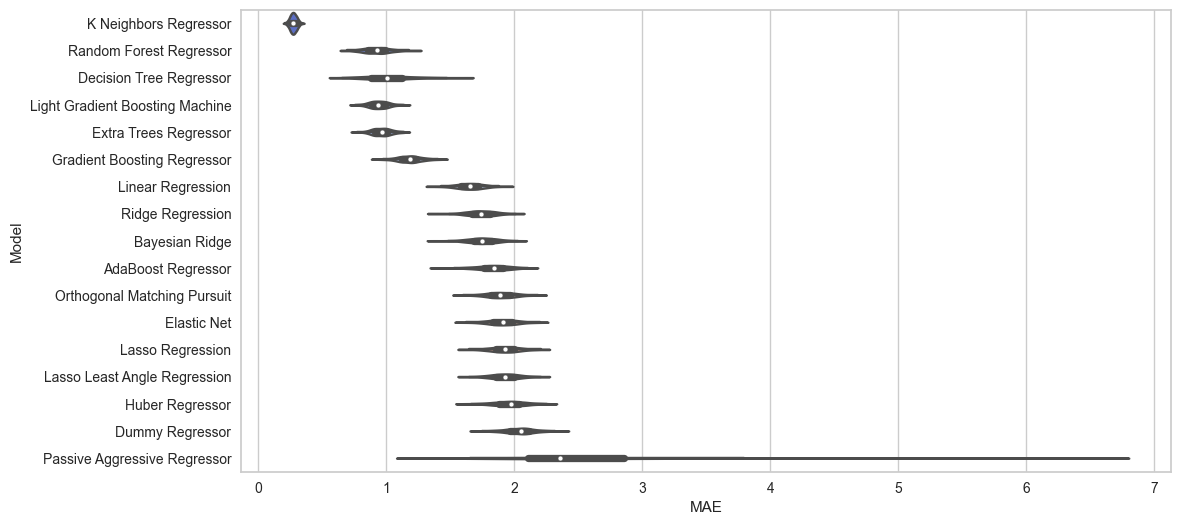 K Neighbors Regressor
Random Forest Regressor
Decision Tree Regressor
Light Gradient Boosting Machine
Extra Trees Regressor
Gradient Boosting Regressor
Linear Regression
Ridge Regression
Bayesian Ridge
AdaBoost Regressor
Orthogonal Matching Pursuit
Elastic Net
Lasso Regression
Lasso Least Angle Regression
Huber Regressor
Dummy Regressor
Passive Aggressive Regressor
Model
0 1 2 3 4 5 6 7
MAE